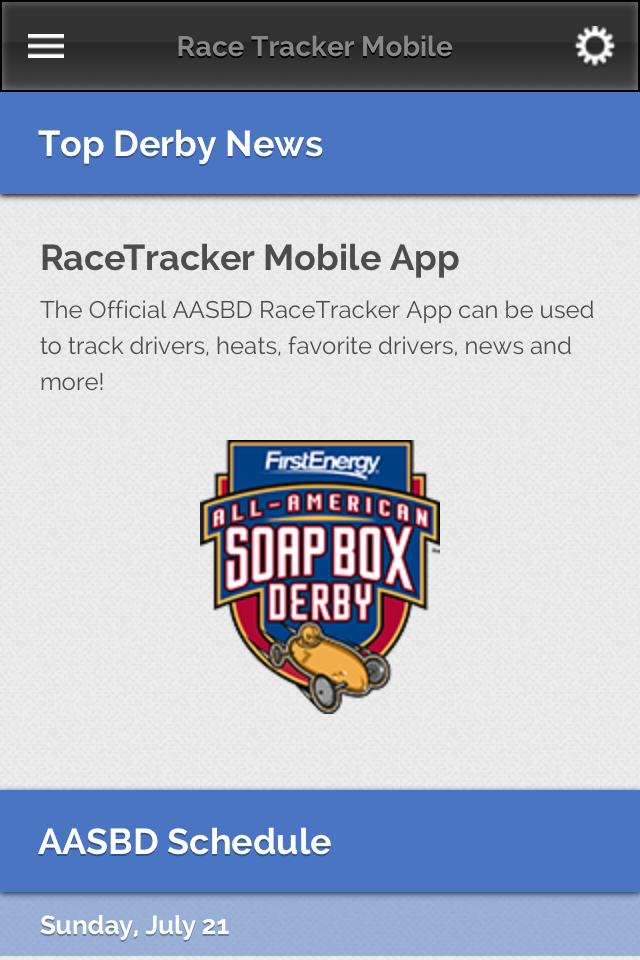 Race Tracker Mobile
Top Derby News
RaceTracker Mobile App
The Official AASBD RaceTracker App can be used
to track drivers, heats, favorite drivers, news and
more!
FirstEnergy
ALL-AMERICAN
SOAP BOX
DERBY
AASBD Schedule
Sunday, July 21